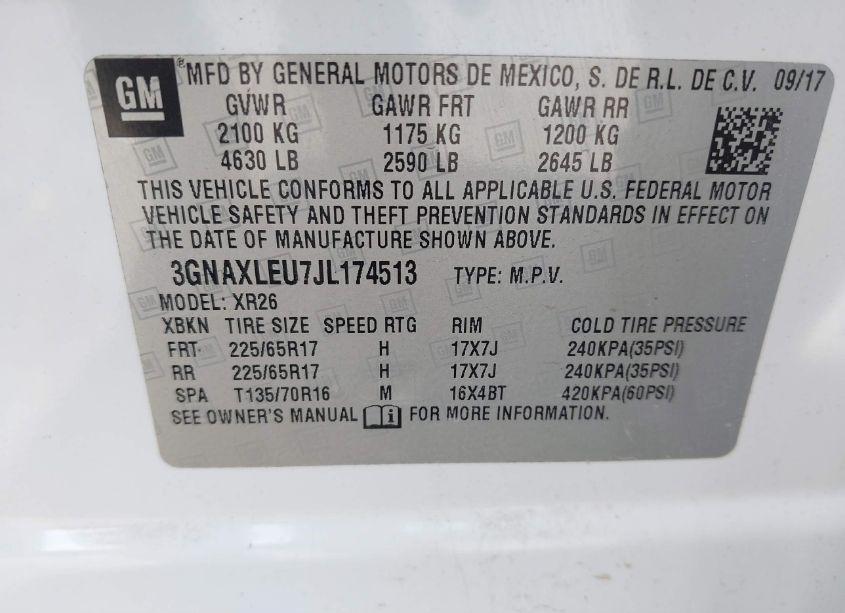 GM
® MFD BY GENERAL MOTORS DE MEXICO, S. DE R.L. DE C.V. 09/17
GVWR GAWR FRT GAWR RR
2100 KG 1175 KG 1200 KG
4630 LB 2590 LB 2645 LB
THIS VEHICLE CONFORMS TO ALL APPLICABLE U.S. FEDERAL MOTOR
VEHICLE SAFETY AND THEFT PREVENTION STANDARDS IN EFFECT ON
THE DATE OF MANUFACTURE SHOWN ABOVE.
3GNAXLEU7JL174513 TYPE: M.P.V.
MODEL: XR26
XBKN TIRE SIZE SPEED RTG RIM COLD TIRE PRESSURE
FRT 225/65R17 H 17X7J 240KPA(35PSI)
RR 225/65R17 H 17X7J 240KPA(35PSI)
SPA T135/70R16 M 16X4BT 420KPA(60PSI)
SEE OWNER'S MANUAL i FOR MORE INFORMATION.